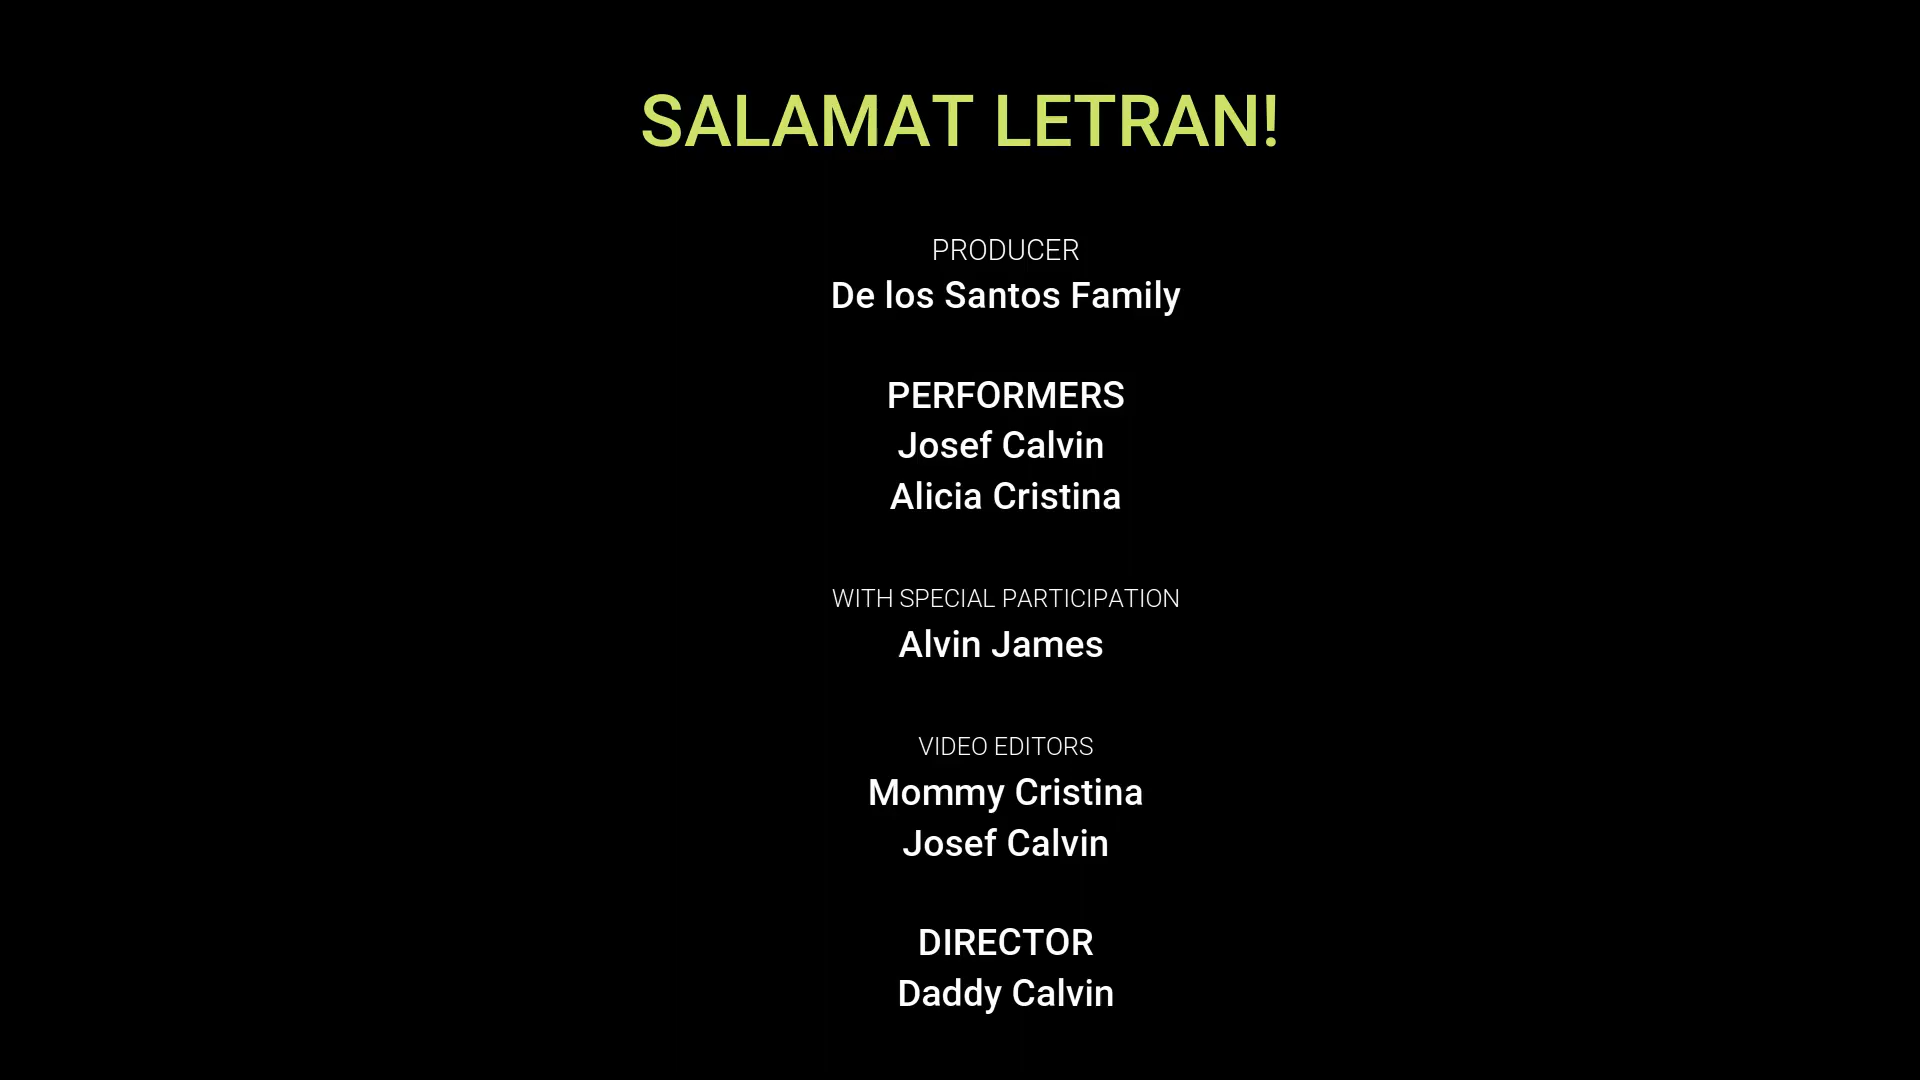 SALAMAT LETRAN!
PRODUCER
De los Santos Family
PERFORMERS
Josef Calvin
Alicia Cristina
WITH SPECIAL PARTICIPATION
Alvin James
VIDEO EDITORS
Mommy Cristina
Josef Calvin
DIRECTOR
Daddy Calvin